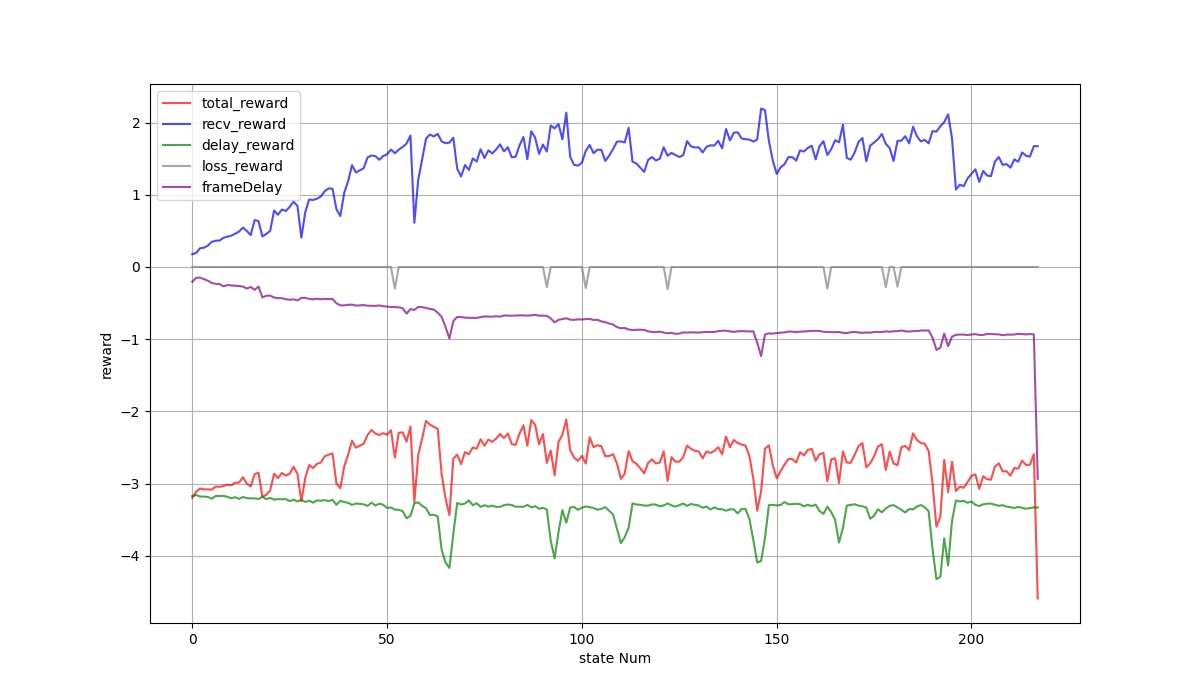 total_reward
recv_reward
delay_reward
loss_reward
frameDelay
2
1
0
−1
−2
−3
−4
reward
0 50 100 150 200
state Num